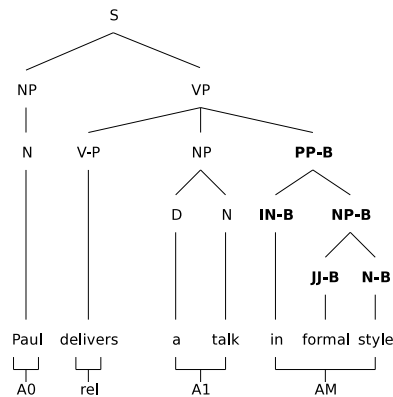 S
NP VP
N V-P NP PP-B
D N IN-B NP-B
JJ-B N-B
Paul delivers a talk in formal style
A0 rel A1 AM